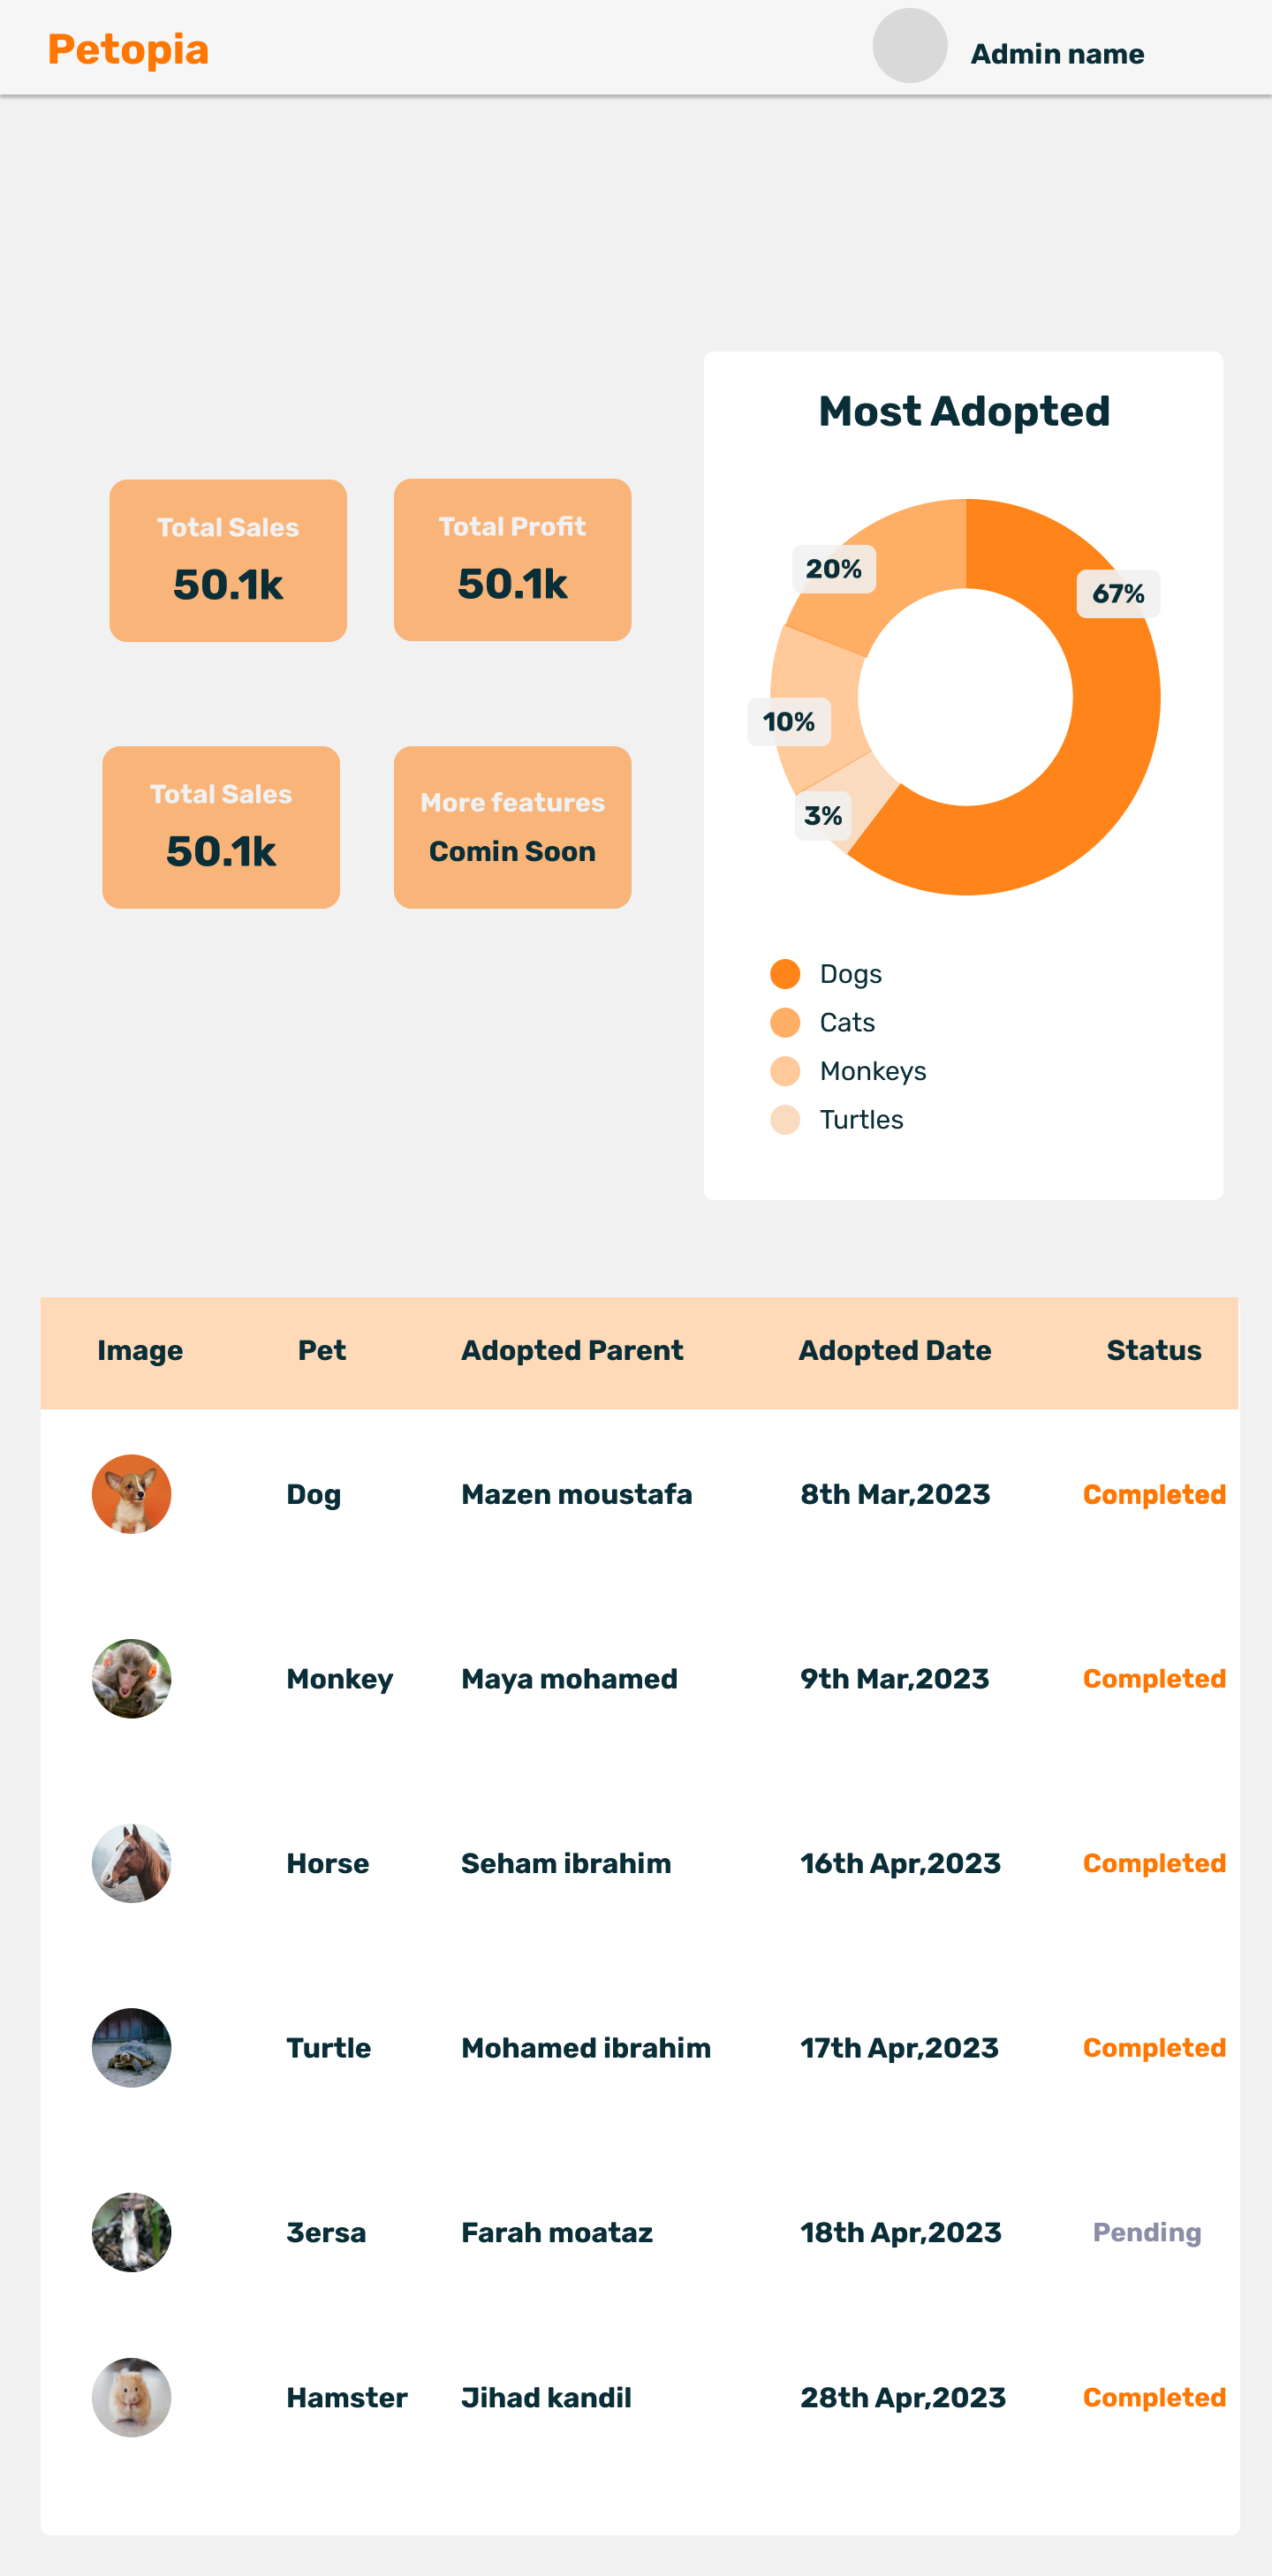 Petopia
Admin name
Most Adopted
Total Sales
50.1k
Total Profit
50.1k
Total Sales
50.1k
More features
Comin Soon
20%
67%
10%
3%
Dogs
Cats
Monkeys
Turtles
Image Pet Adopted Parent Adopted Date Status
Dog Mazen moustafa 8th Mar,2023 Completed
Monkey Maya mohamed 9th Mar,2023 Completed
Horse Seham ibrahim 16th Apr,2023 Completed
Turtle Mohamed ibrahim 17th Apr,2023 Completed
3ersa Farah moataz 18th Apr,2023 Pending
Hamster Jihad kandil 28th Apr,2023 Completed